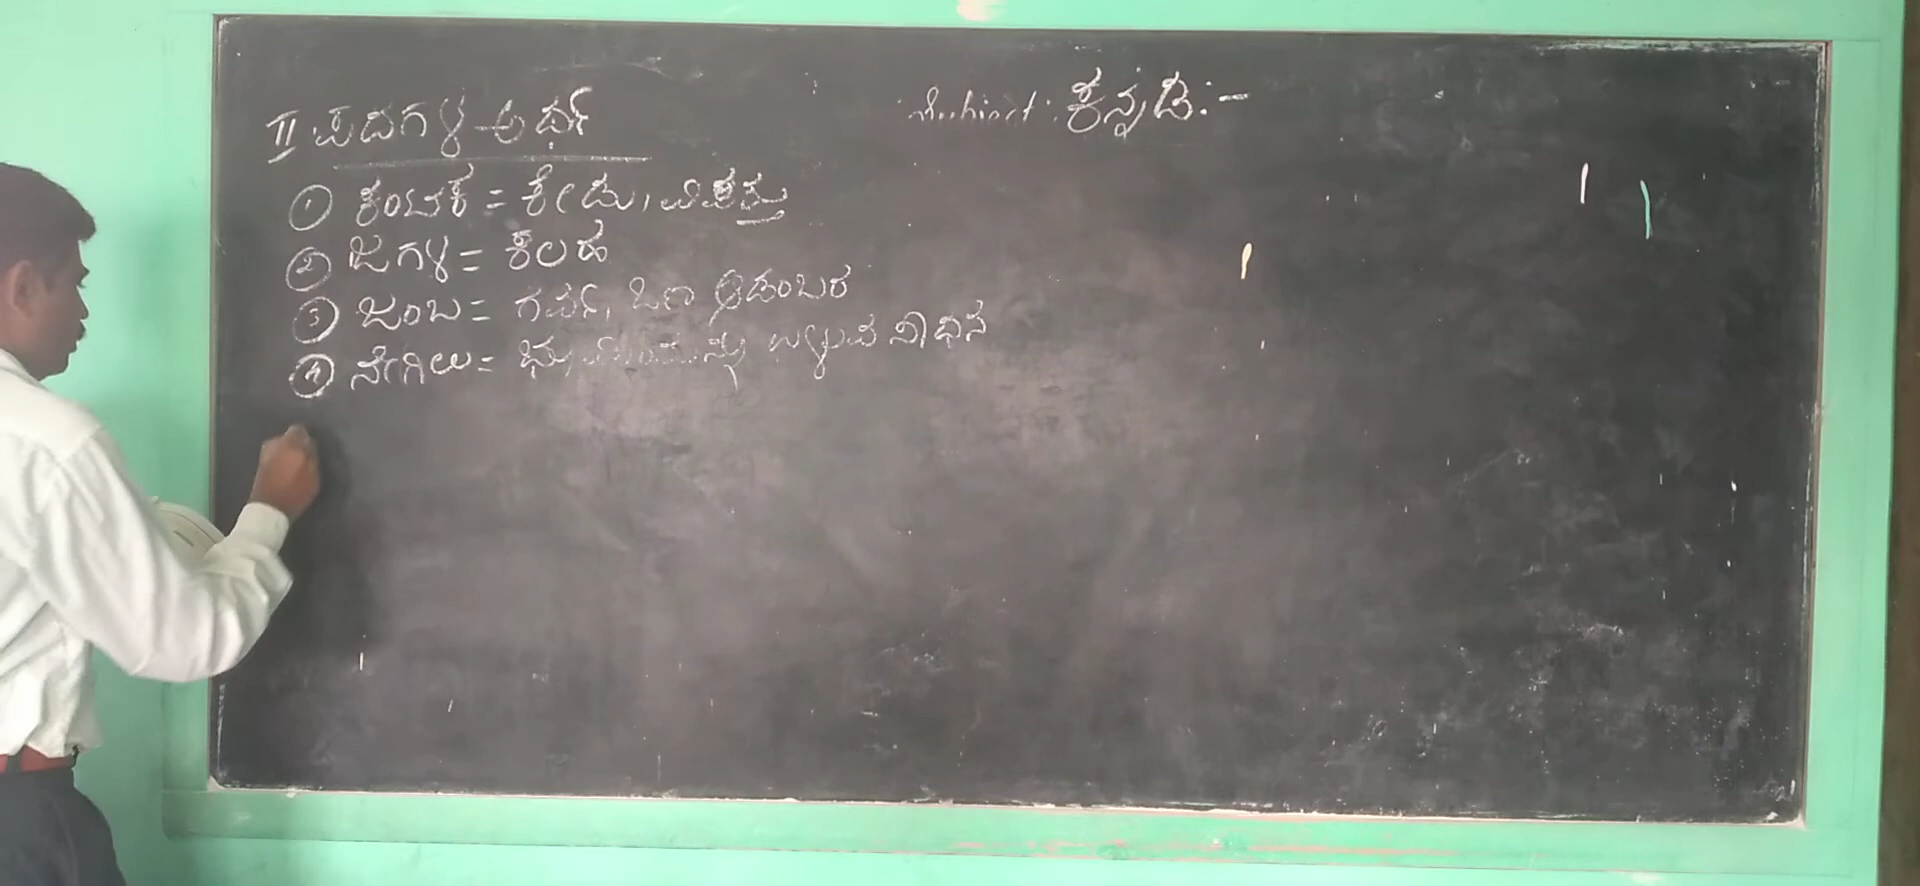 Subject: ಕನ್ನಡ:-
II ಪದಗಳ ಅರ್ಥ
1 ಕಂಟಕ = ಕೇಡು, ವಿಪತ್ತು
2 ಜಗಳ = ಕಲಹ
3 ಜಂಬ = ಗರ್ವ, ಒಣ ಆಡಂಬರ
4 ನೇಗಿಲು = ಭೂಮಿಯನ್ನು ಉಳುವ ಸಾಧನ